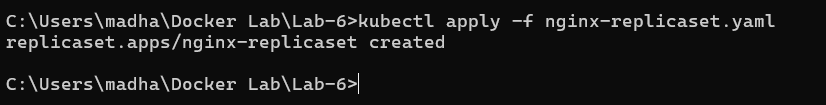 C:\Users\madha\Docker Lab\Lab-6>kubectl apply -f nginx-replicaset.yaml
replicaset.apps/nginx-replicaset created
C:\Users\madha\Docker Lab\Lab-6>